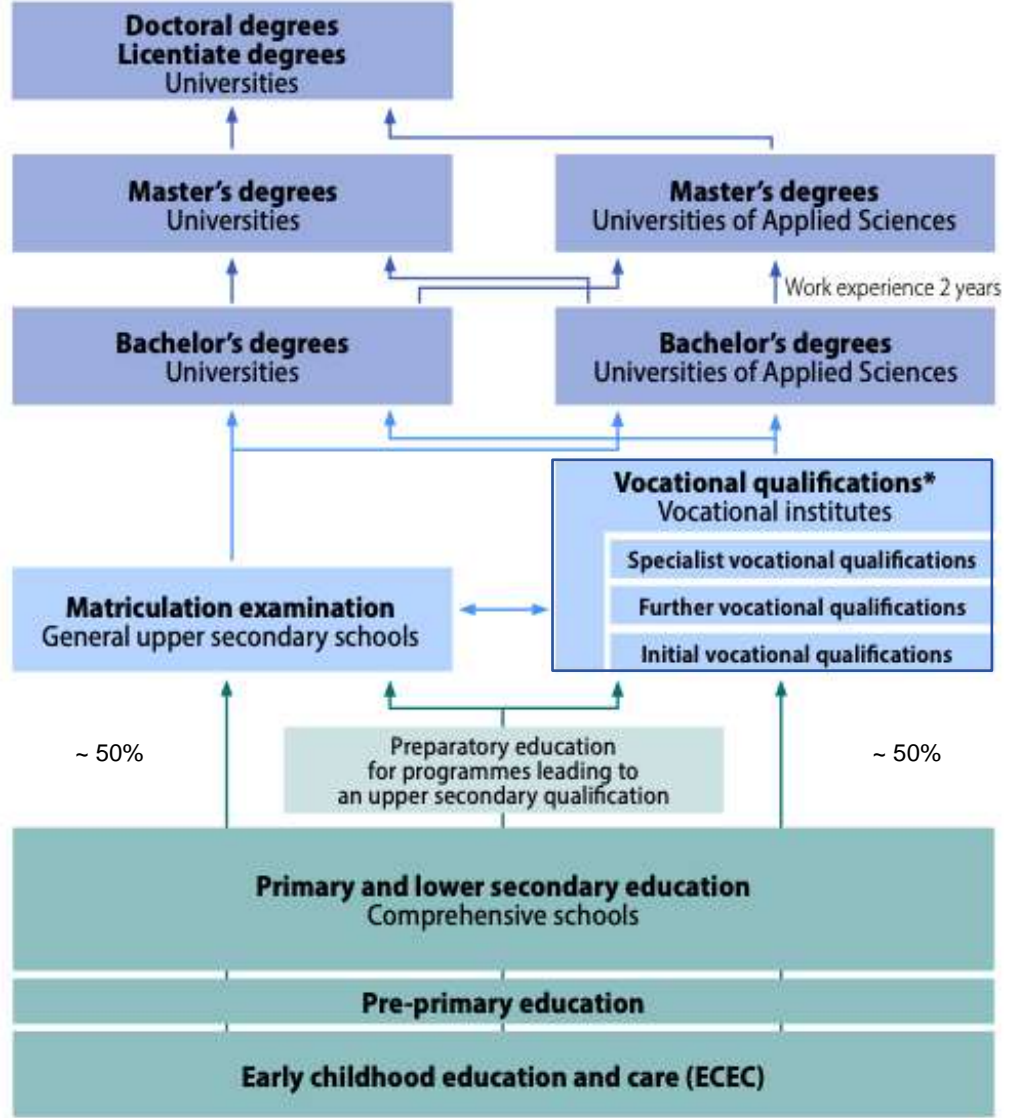 Doctoral degrees
Licentiate degrees
Universities
Master's degrees
Universities
Master's degrees
Universities of Applied Sciences
Work experience 2 years
Bachelor's degrees
Universities
Bachelor's degrees
Universities of Applied Sciences
Vocational qualifications*
Vocational institutes
Specialist vocational qualifications
Further vocational qualifications
Initial vocational qualifications
Matriculation examination
General upper secondary schools
~ 50%
Preparatory education
for programmes leading to
an upper secondary qualification
~ 50%
Primary and lower secondary education
Comprehensive schools
Pre-primary education
Early childhood education and care (ECEC)